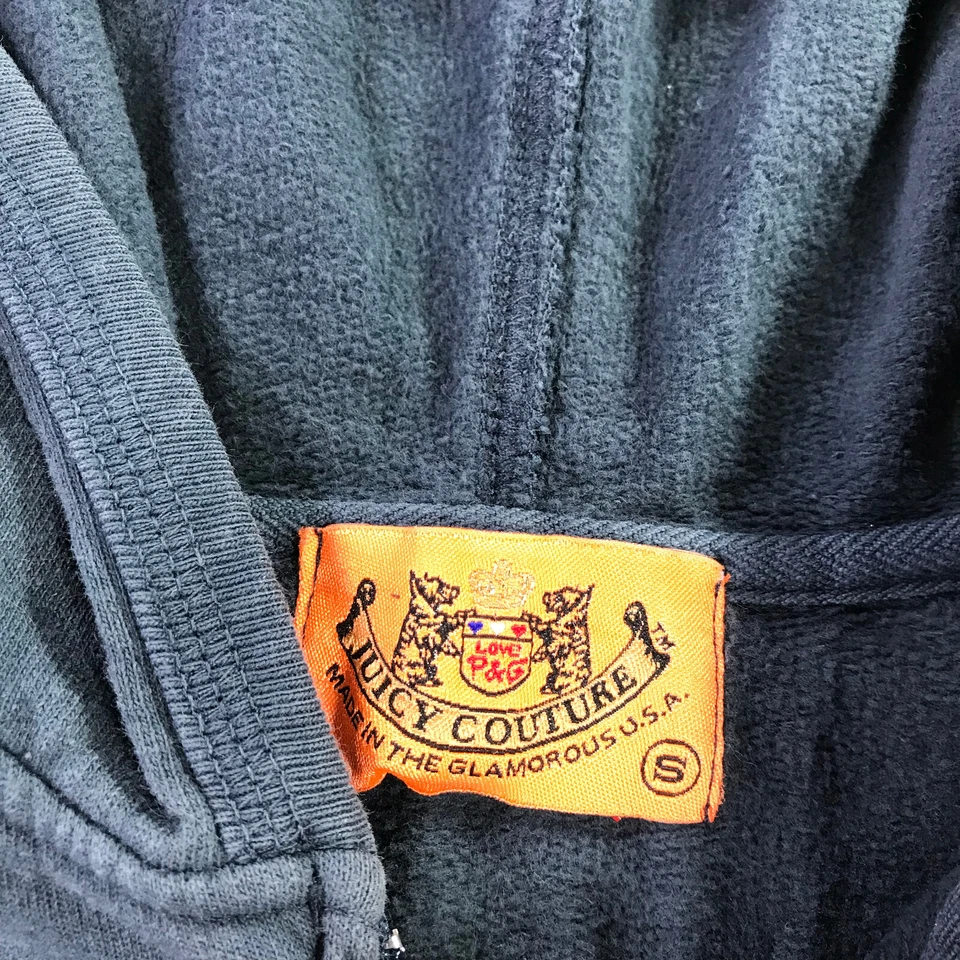 LOVE!
P&G
JUICY COUTURE ™
MADE IN THE GLAMOROUS U.S.A.
S